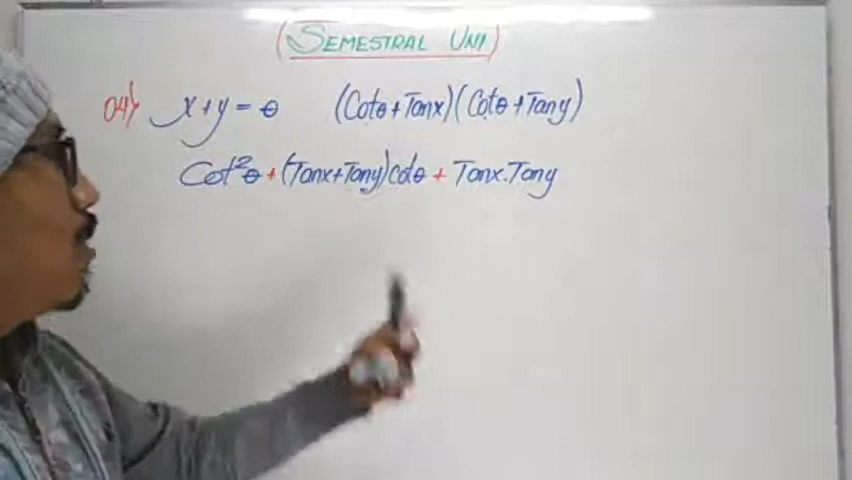 (SEMESTRAL UNI)
04) x+y = θ (Cotθ+Tanx)(Cotθ+Tany)
Cot²θ + (Tanx+Tany)Cotθ + Tanx.Tany